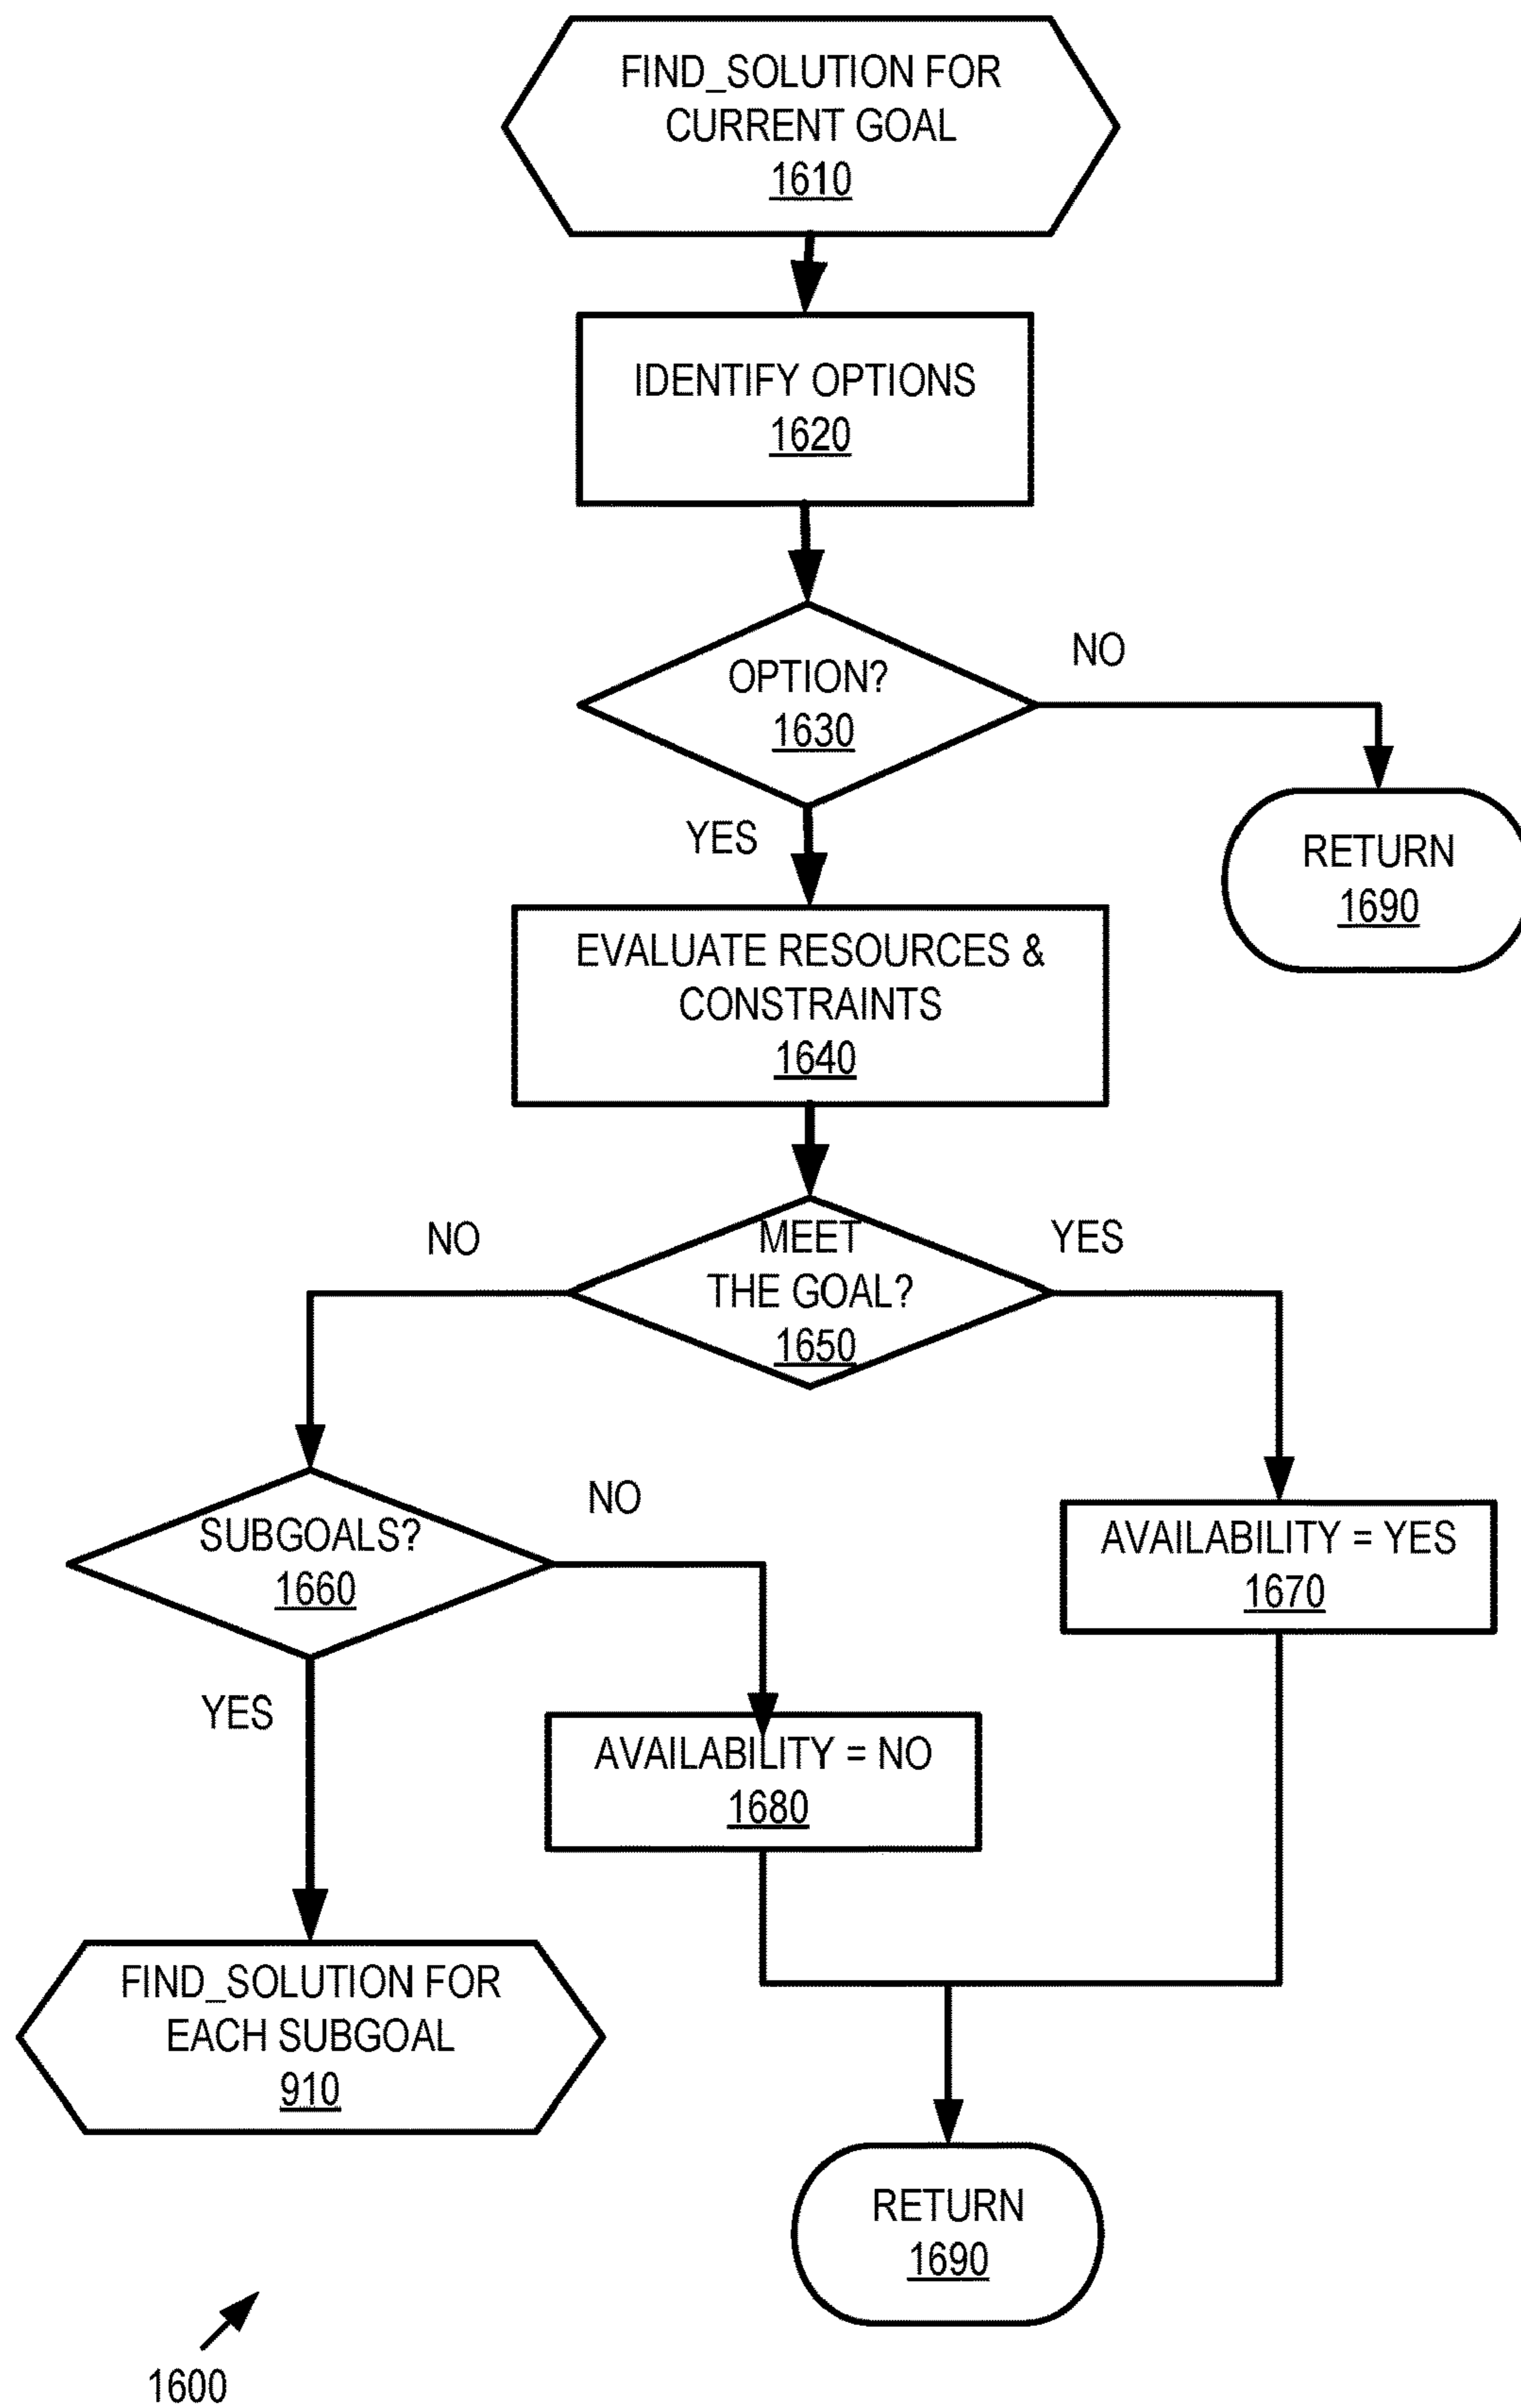 FIND_SOLUTION FOR
CURRENT GOAL
1610
IDENTIFY OPTIONS
1620
OPTION?
1630
NO
YES
RETURN
1690
EVALUATE RESOURCES &
CONSTRAINTS
1640
MEET
THE GOAL?
1650
NO
YES
SUBGOALS?
1660
NO
YES
AVAILABILITY = YES
1670
AVAILABILITY = NO
1680
FIND_SOLUTION FOR
EACH SUBGOAL
910
RETURN
1690
1600